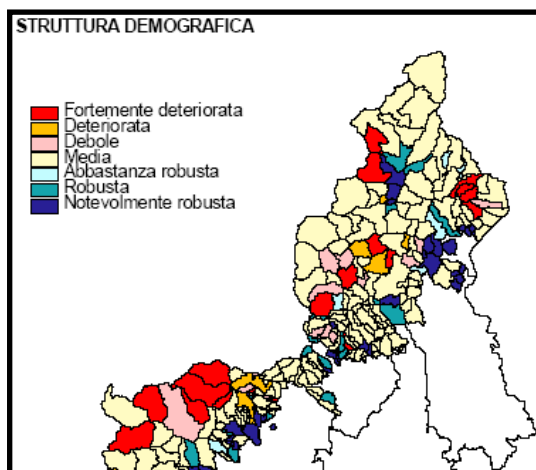 STRUTTURA DEMOGRAFICA
Fortemente deteriorata
Deteriorata
Debole
Media
Abbastanza robusta
Robusta
Notevolmente robusta